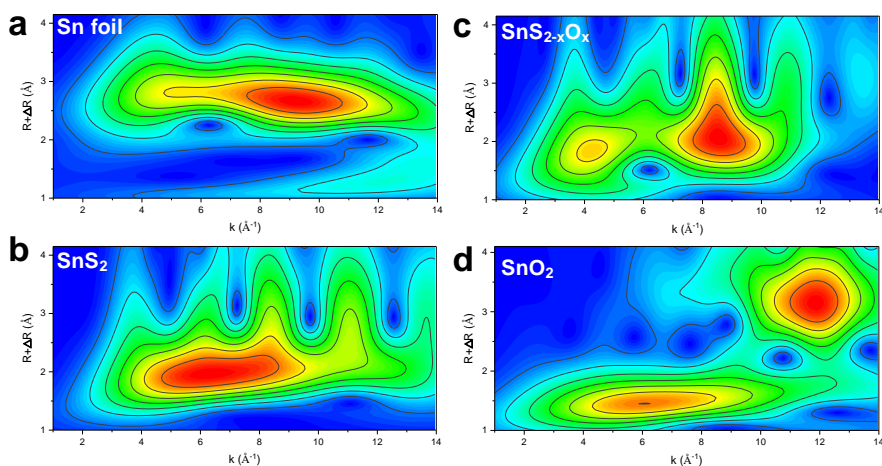 a
Sn foil
4
3
2
1
R+ΔR (Å)
2 4 6 8 10 12 14
k (Å⁻¹)
b
SnS₂
4
3
2
1
R+ΔR (Å)
2 4 6 8 10 12 14
k (Å⁻¹)
c
SnS₂₋ₓOₓ
4
3
2
1
R+ΔR (Å)
2 4 6 8 10 12 14
k (Å⁻¹)
d
SnO₂
4
3
2
1
R+ΔR (Å)
2 4 6 8 10 12 14
k (Å⁻¹)